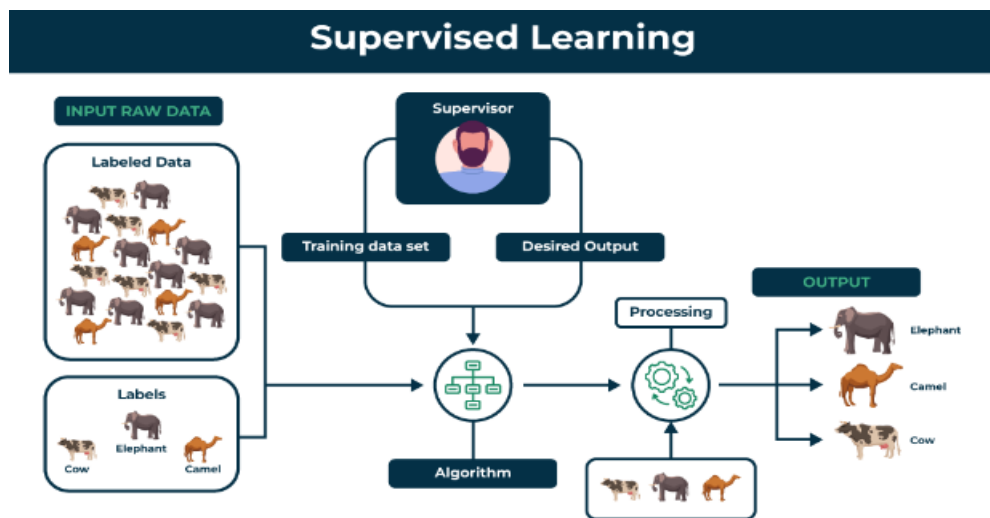 Supervised Learning
INPUT RAW DATA
Labeled Data
Labels
Elephant
Cow
Camel
Supervisor
Training data set
Desired Output
Algorithm
Processing
OUTPUT
Elephant
Camel
Cow